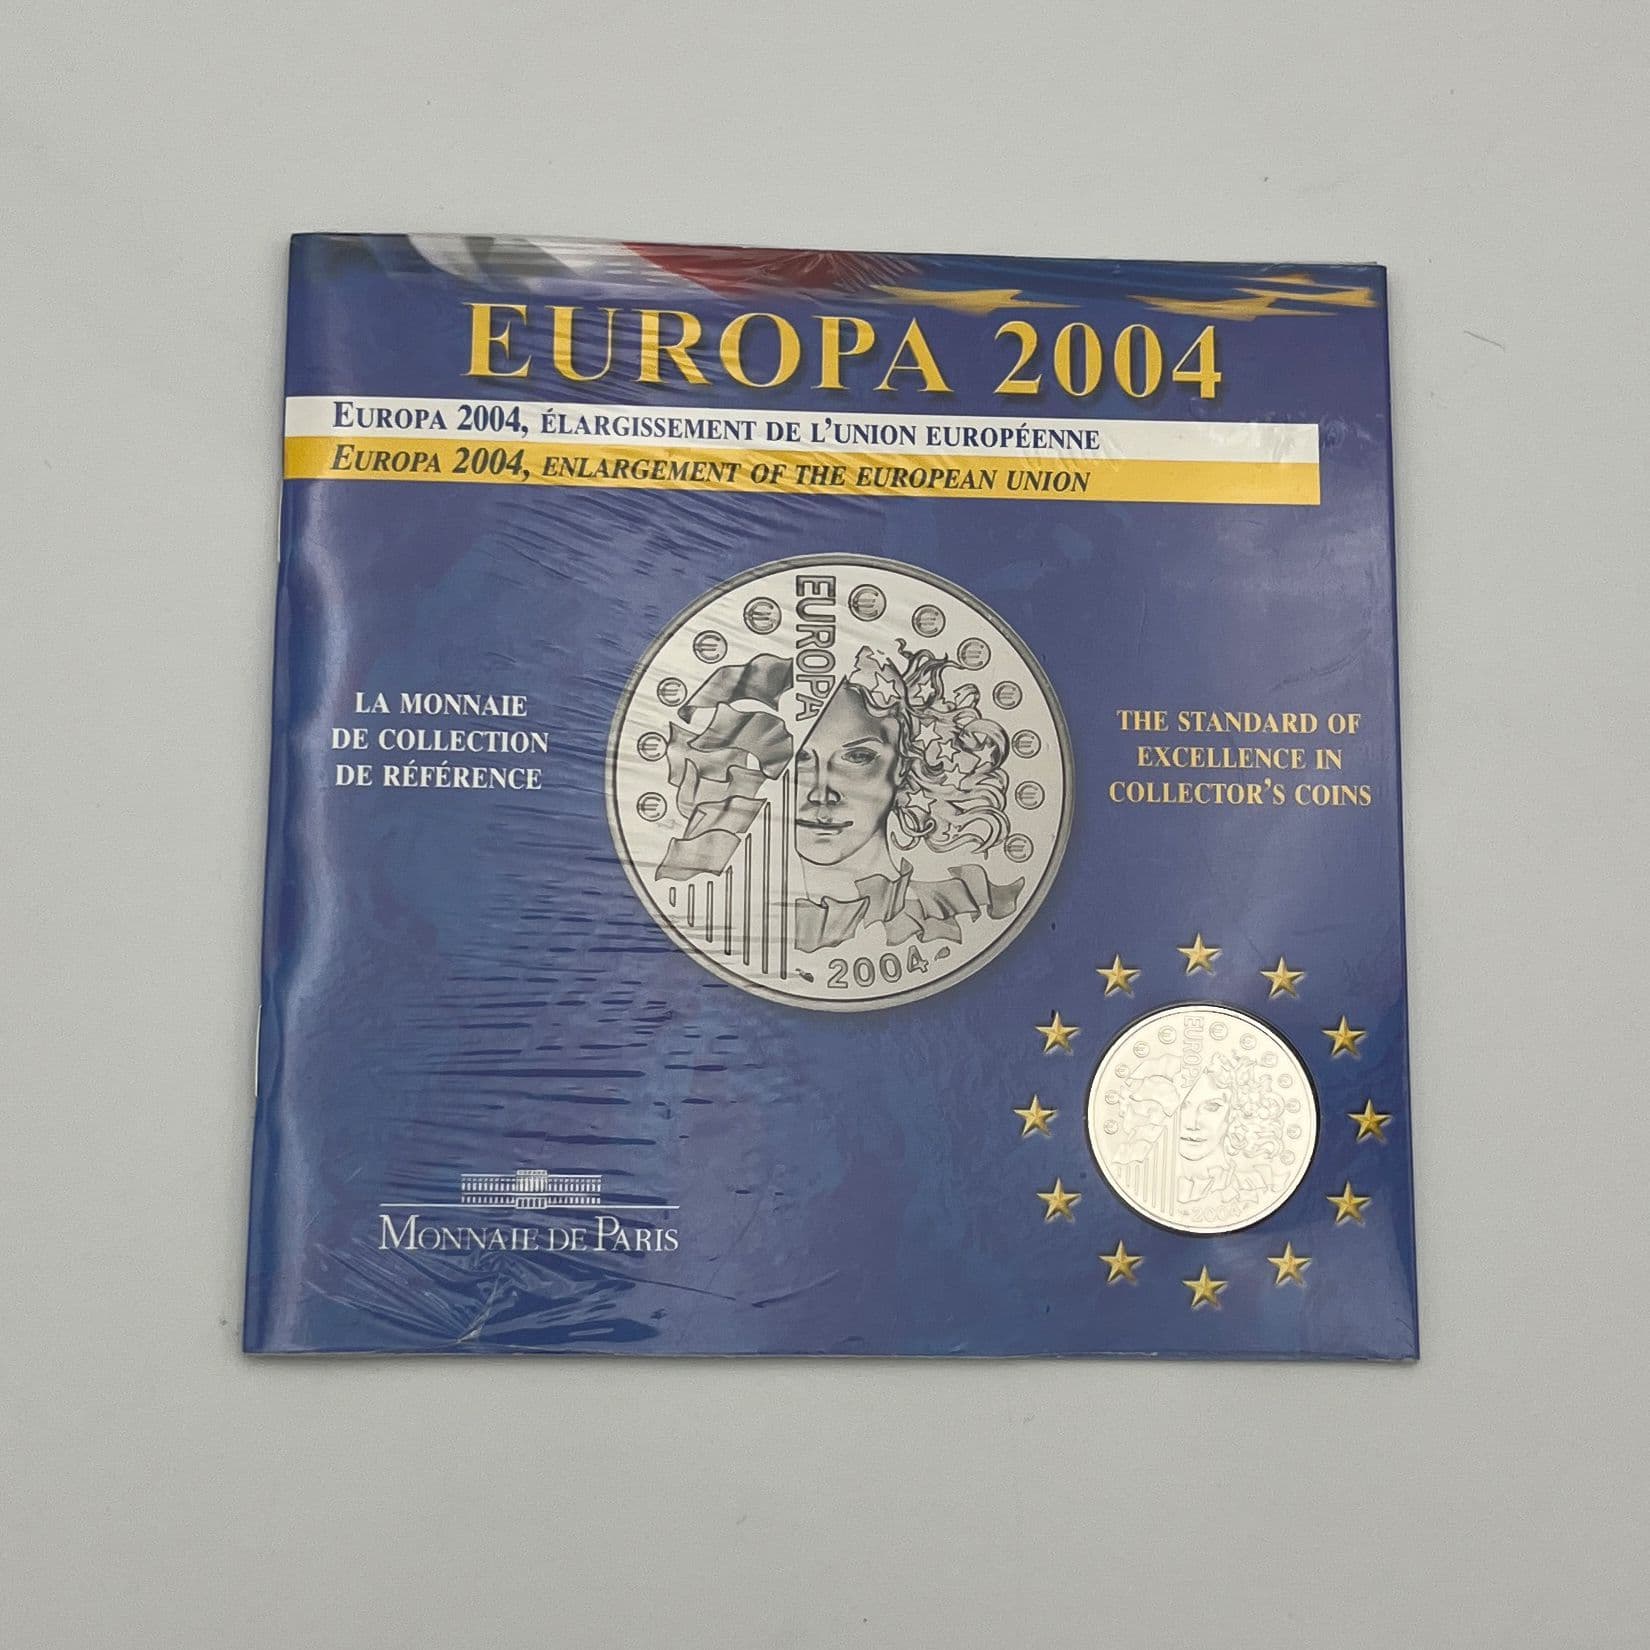 EUROPA 2004
EUROPA 2004, ÉLARGISSEMENT DE L'UNION EUROPÉENNE
EUROPA 2004, ENLARGEMENT OF THE EUROPEAN UNION
EUROPA
2004
LA MONNAIE
DE COLLECTION
DE RÉFÉRENCE
THE STANDARD OF
EXCELLENCE IN
COLLECTOR'S COINS
EUROPA
2004
MONNAIE DE PARIS